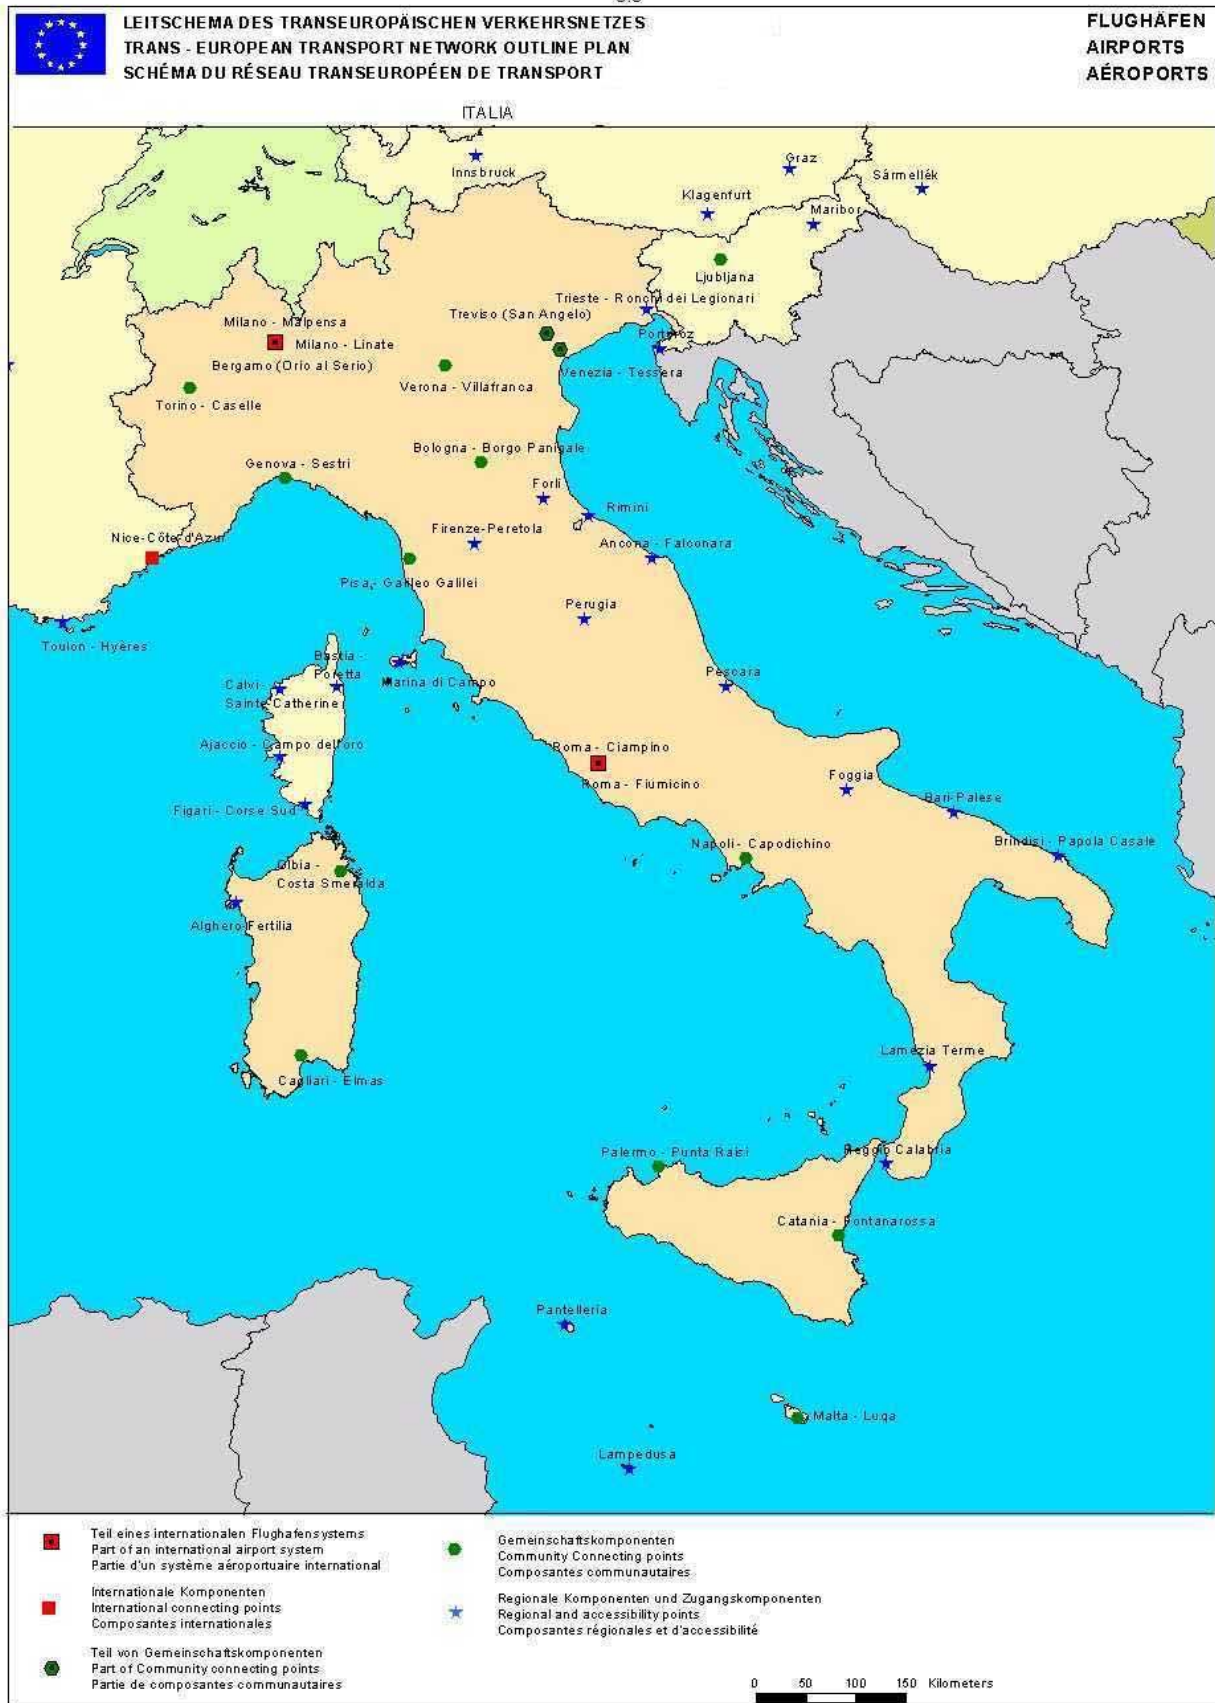 LEITSCHEMA DES TRANSEUROPÄISCHEN VERKEHRSNETZES
TRANS - EUROPEAN TRANSPORT NETWORK OUTLINE PLAN
SCHÉMA DU RÉSEAU TRANSEUROPÉEN DE TRANSPORT
FLUGHÄFEN
AIRPORTS
AÉROPORTS
ITALIA
Innsbruck
Graz
Sármellék
Klagenfurt
Maribor
Ljubljana
Trieste - Ronchi dei Legionari
Treviso (San Angelo)
Milano - Malpensa
Milano - Linate
Portoroz
Bergamo (Orio al Serio)
Venezia - Tessera
Verona - Villafranca
Torino - Caselle
Bologna - Borgo Panigale
Genova - Sestri
Forli
Rimini
Firenze-Peretola
Nice-Côte d'Azur
Ancona - Falconara
Pisa - Galileo Galilei
Perugia
Toulon - Hyères
Bastia -
Poretta
Marina di Campo
Pescara
Calvi -
Sainte Catherine
Ajaccio - Campo dell'oro
Roma - Ciampino
Roma - Fiumicino
Foggia
Figari - Corse Sud
Bari-Palese
Napoli - Capodichino
Brindisi - Papola Casale
Olbia -
Costa Smeralda
Alghero-Fertilia
Lamezia Terme
Cagliari - Elmas
Palermo - Punta Raisi
Reggio Calabria
Catania - Fontanarossa
Pantelleria
Malta - Luqa
Lampedusa
Teil eines internationalen Flughafensystems
Part of an international airport system
Partie d'un système aéroportuaire international
Internationale Komponenten
International connecting points
Composantes internationales
Teil von Gemeinschaftskomponenten
Part of Community connecting points
Partie de composantes communautaires
Gemeinschaftskomponenten
Community Connecting points
Composantes communautaires
Regionale Komponenten und Zugangskomponenten
Regional and accessibility points
Composantes régionales et d'accessibilité
0 50 100 150 Kilometers